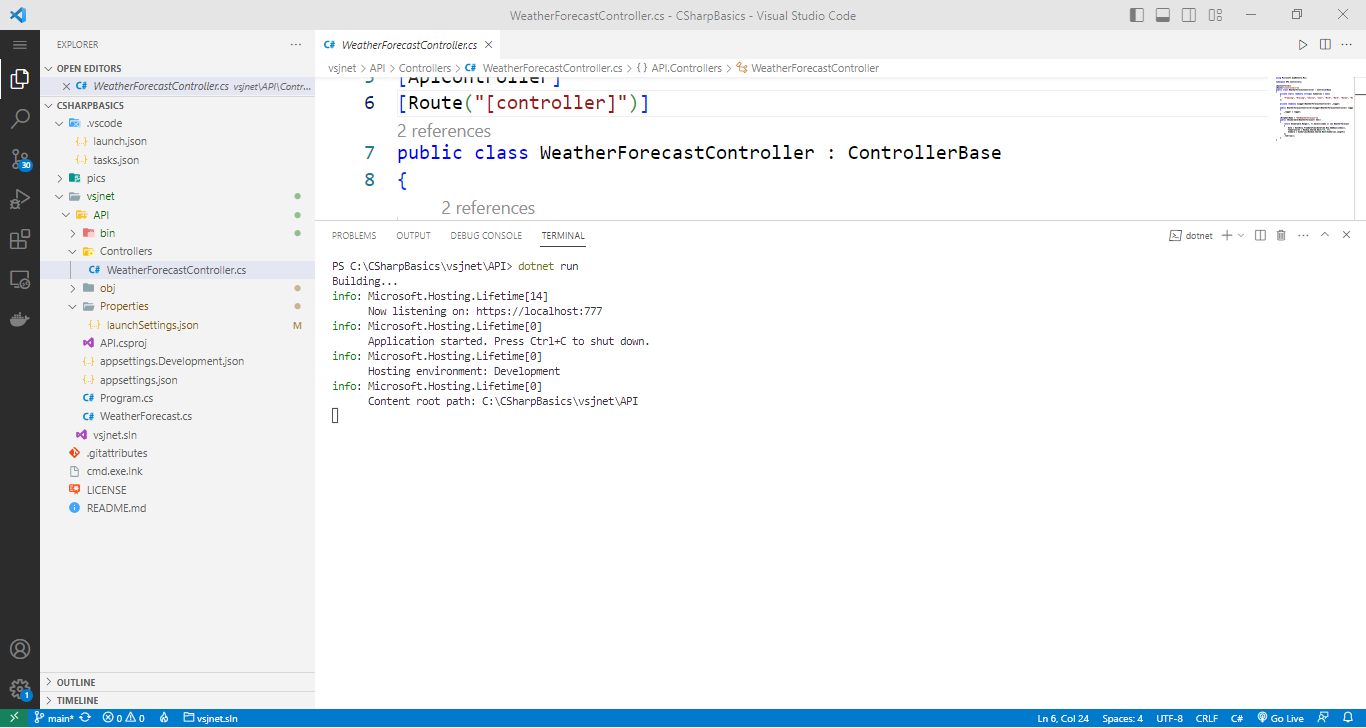 WeatherForecastController.cs - CSharpBasics - Visual Studio Code
EXPLORER
OPEN EDITORS
C# WeatherForecastController.cs vsjnet\API\Contr...
CSHARPBASICS
.vscode
{..} launch.json
{..} tasks.json
pics
vsjnet
API
bin
Controllers
C# WeatherForecastController.cs
obj
Properties
{..} launchSettings.json M
API.csproj
{..} appsettings.Development.json
{..} appsettings.json
C# Program.cs
C# WeatherForecast.cs
vsjnet.sln
.gitattributes
cmd.exe.lnk
LICENSE
README.md
OUTLINE
TIMELINE
30
1
C# WeatherForecastController.cs
vsjnet > API > Controllers > C# WeatherForecastController.cs > {} API.Controllers > WeatherForecastController
5 [ApiController]
6 [Route("[controller]")]
2 references
7 public class WeatherForecastController : ControllerBase
8 {
2 references
PROBLEMS OUTPUT DEBUG CONSOLE TERMINAL
dotnet
PS C:\CSharpBasics\vsjnet\API> dotnet run
Building...
info: Microsoft.Hosting.Lifetime[14]
Now listening on: https://localhost:777
info: Microsoft.Hosting.Lifetime[0]
Application started. Press Ctrl+C to shut down.
info: Microsoft.Hosting.Lifetime[0]
Hosting environment: Development
info: Microsoft.Hosting.Lifetime[0]
Content root path: C:\CSharpBasics\vsjnet\API
main* 0 0 vsjnet.sln
Ln 6, Col 24 Spaces: 4 UTF-8 CRLF C# Go Live